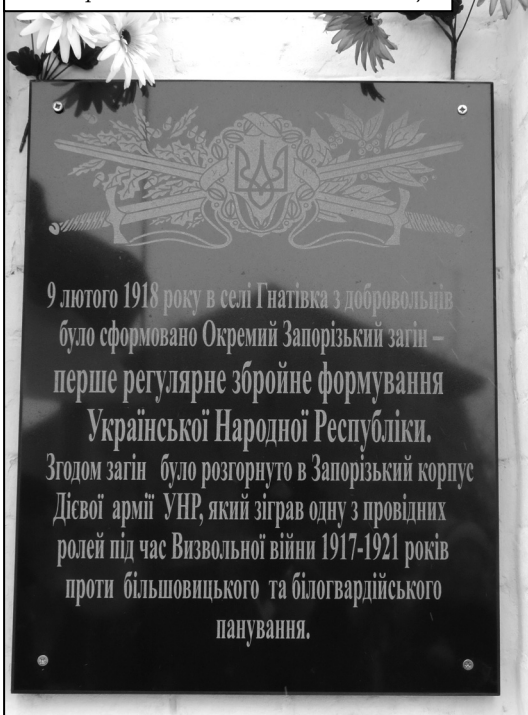 9 лютого 1918 року в селі Гнатівка з добровольців
було сформовано Окремий Запорізький загін –
перше регулярне збройне формування
Української Народної Республіки.
Згодом загін було розгорнуто в Запорізький корпус
Дієвої армії УНР, який зіграв одну з провідних
ролей під час Визвольної війни 1917-1921 років
проти більшовицького та білогвардійського
панування.